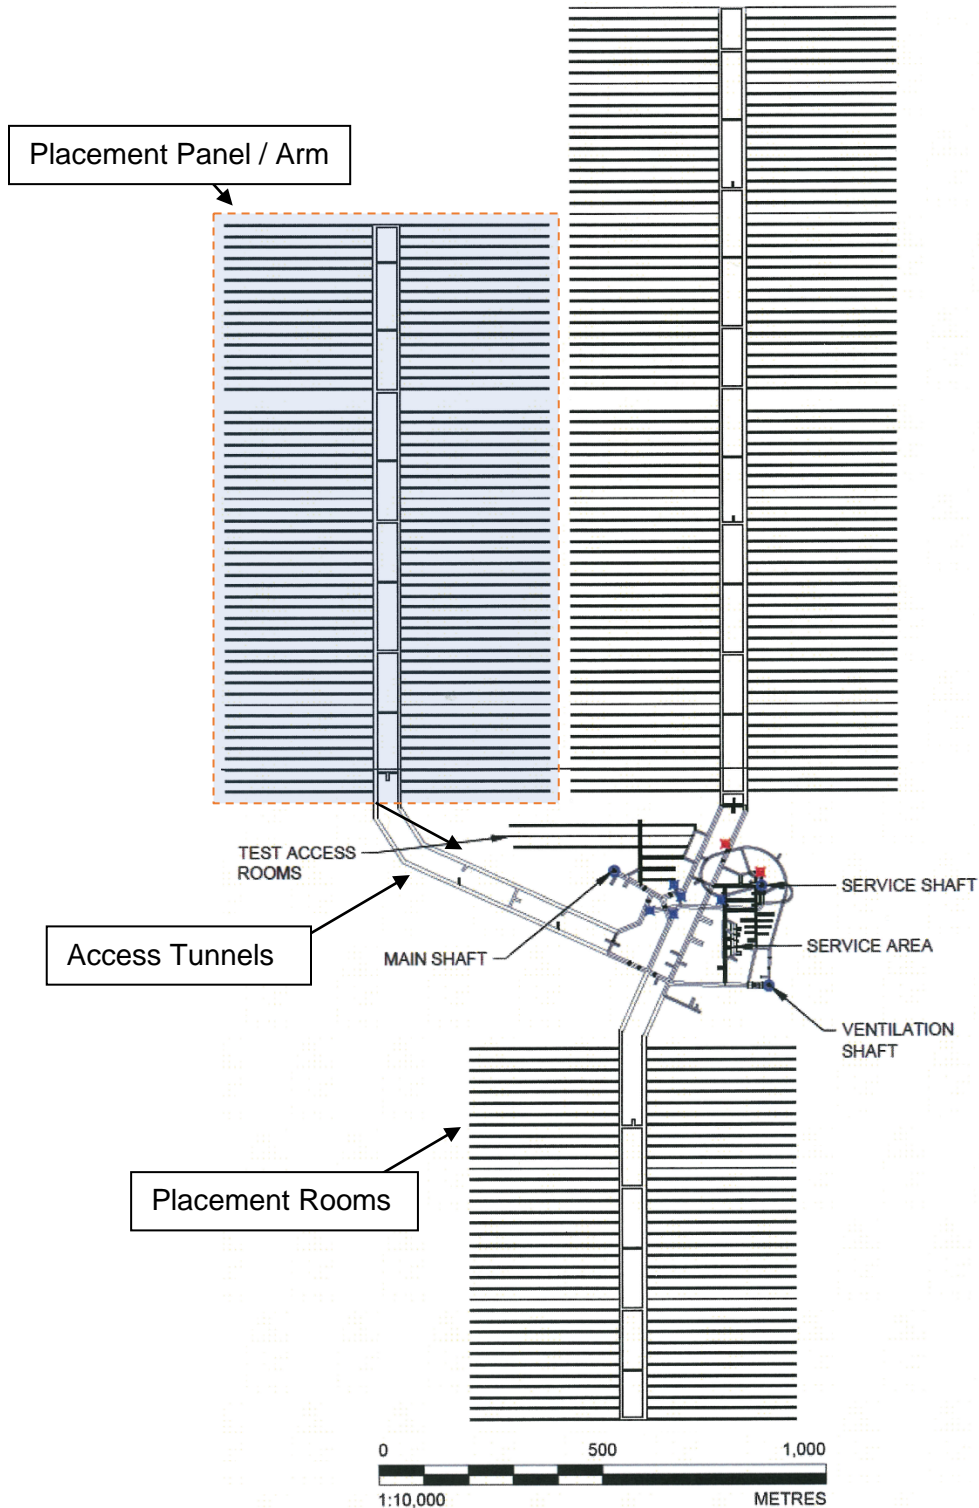 Placement Panel / Arm
TEST ACCESS
ROOMS
SERVICE SHAFT
Access Tunnels
MAIN SHAFT
SERVICE AREA
VENTILATION
SHAFT
Placement Rooms
0 500 1,000
1:10,000 METRES